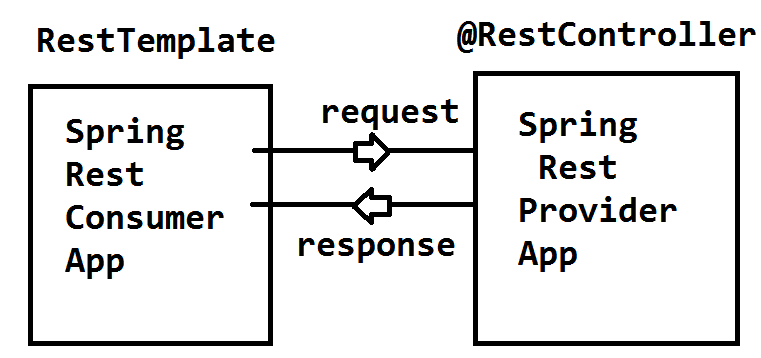 RestTemplate
@RestController
Spring
Rest
Consumer
App
request
response
Spring
Rest
Provider
App